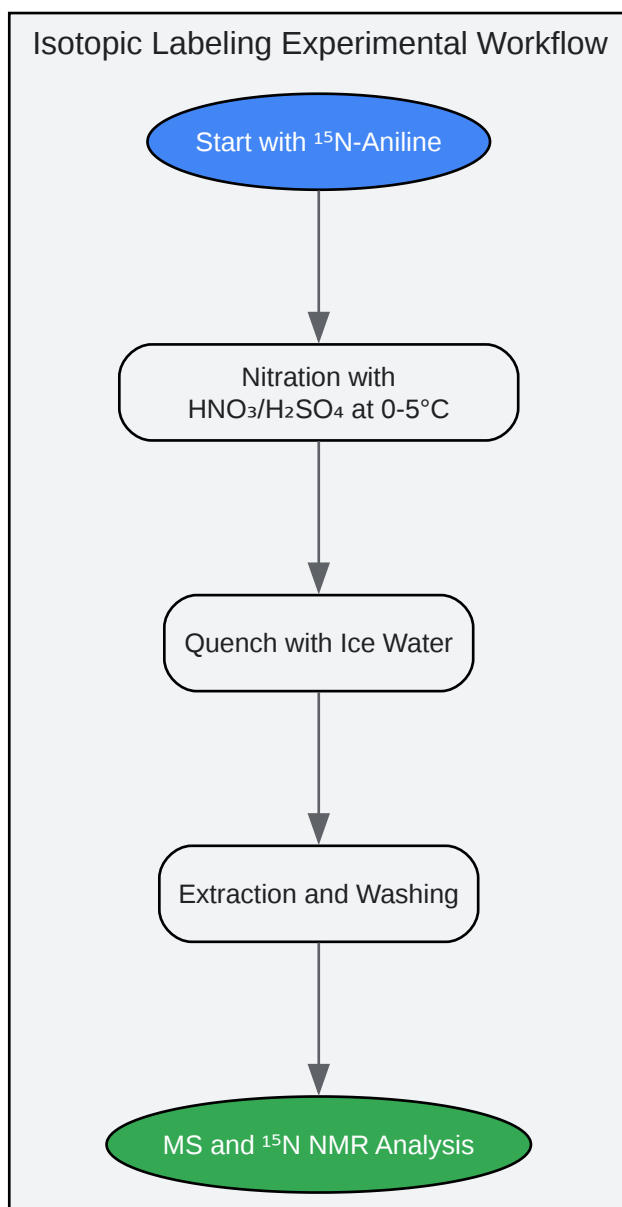 Isotopic Labeling Experimental Workflow
Start with ¹⁵N-Aniline
Nitration with
HNO₃/H₂SO₄ at 0-5°C
Quench with Ice Water
Extraction and Washing
MS and ¹⁵N NMR Analysis